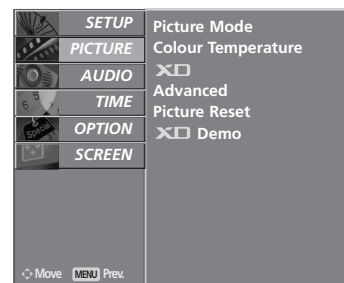 SETUP
PICTURE
AUDIO
TIME
OPTION
SCREEN
Move MENU Prev.
Picture Mode
Colour Temperature
XD
Advanced
Picture Reset
XD Demo